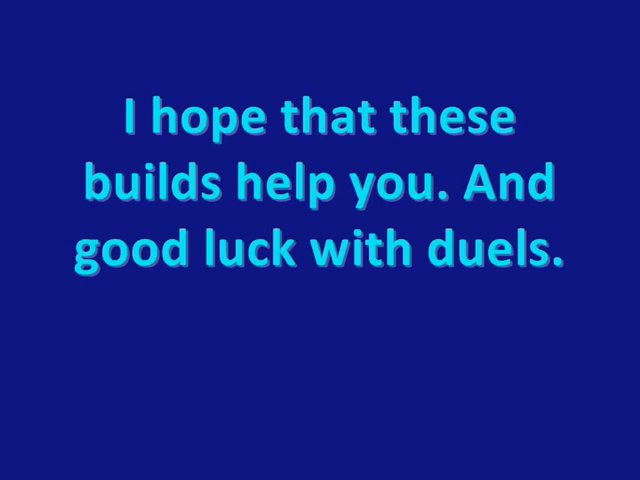 I hope that these
builds help you. And
good luck with duels.